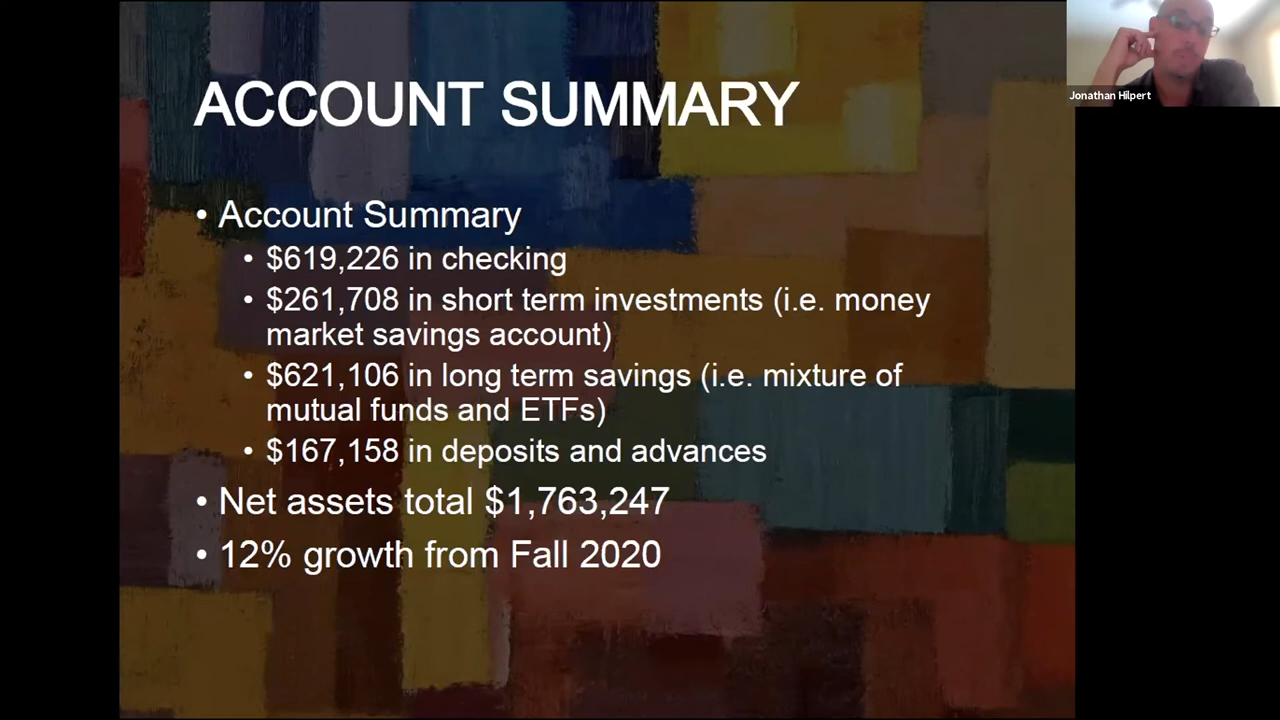 ACCOUNT SUMMARY
Jonathan Hilpert
• Account Summary
• $619,226 in checking
• $261,708 in short term investments (i.e. money
market savings account)
• $621,106 in long term savings (i.e. mixture of
mutual funds and ETFs)
• $167,158 in deposits and advances
• Net assets total $1,763,247
• 12% growth from Fall 2020